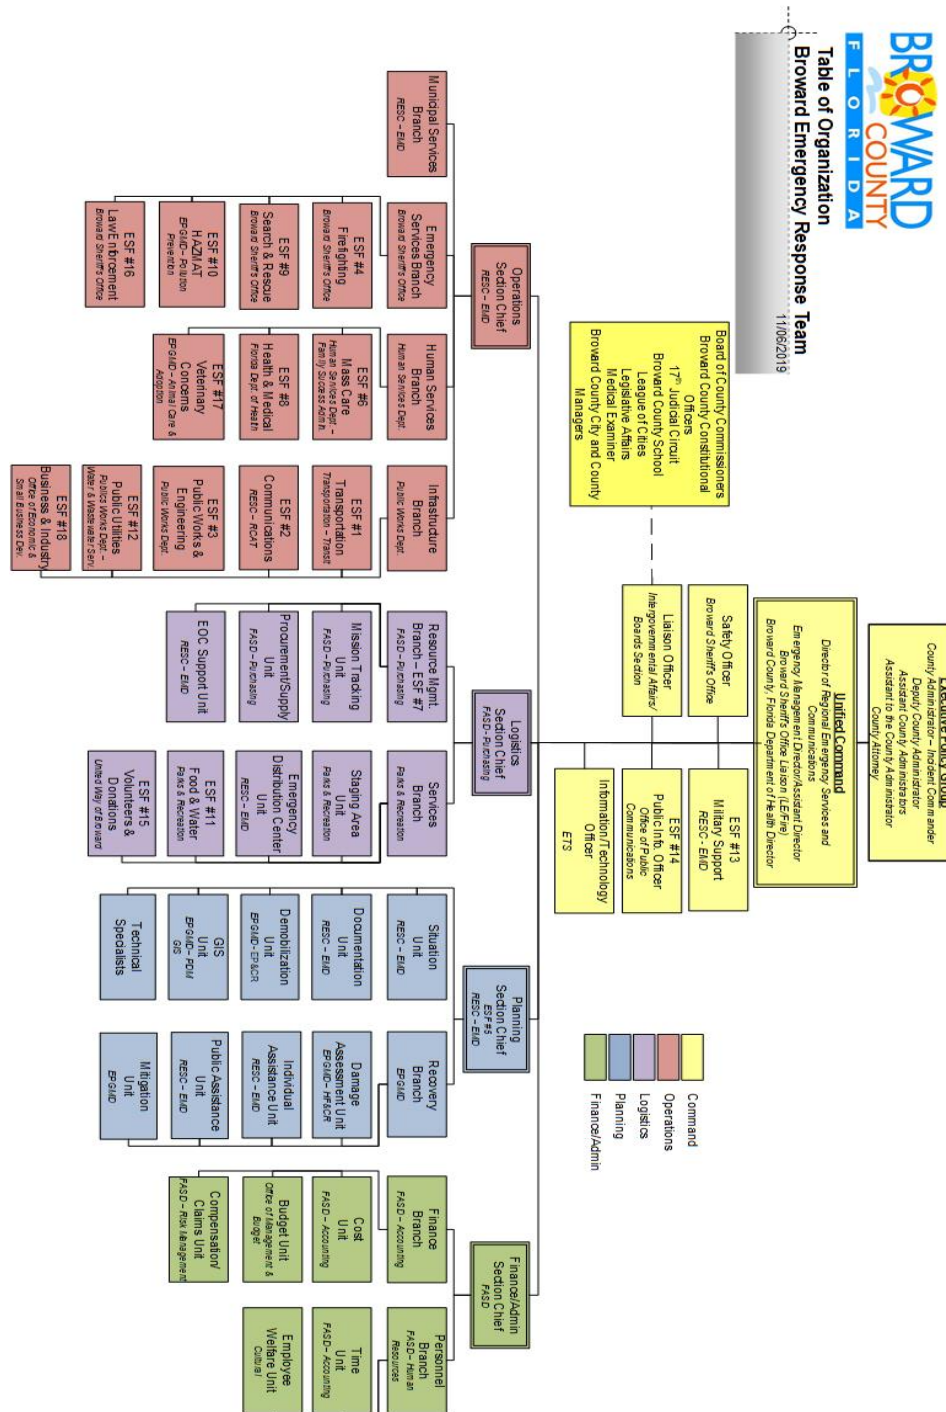 BROWARD
COUNTY
FLORIDA
Table of Organization
Broward Emergency Response Team
11/06/2019
Executive Policy Group
County Administrator – Incident Commander
Deputy County Administrator
Assistant County Administrators
Assistant to the County Administrator
County Attorney
Unified Command
Director of Regional Emergency Services and
Communications
Emergency Management Director/Assistant Director
Broward Sheriff's Office Liaison (LE/Fire)
Broward County, Florida Department of Health Director
Safety Officer
Broward Sheriff's Office
ESF #13
Military Support
RESC - EMD
Liaison Officer
Intergovernmental Affairs/
Boards Section
ESF #14
Public Info. Officer
Office of Public
Communications
Information/Technology
Officer
ETS
Board of County Commissioners
Broward County Constitutional
Officers
17th Judicial Circuit
Broward County School
League of Cities
Legislative Affairs
Medical Examiner
Broward County City and County
Managers
Command
Operations
Logistics
Planning
Finance/Admin
Operations
Section Chief
RESC – EMD
Logistics
Section Chief
FASD - Purchasing
Planning
Section Chief
ESF #5
RESC – EMD
Finance/Admin
Section Chief
FASD
Municipal Services
Branch
RESC – EMD
Emergency
Services Branch
Broward Sheriff's Office
ESF #4
Firefighting
Broward Sheriff's Office
ESF #9
Search & Rescue
Broward Sheriff's Office
ESF #10
HAZMAT
EPGMD – Pollution
Prevention
ESF #16
Law Enforcement
Broward Sheriff's Office
Human Services
Branch
Human Services Dept.
ESF #6
Mass Care
Human Services Dept. –
Family Success Admin.
ESF #8
Health & Medical
Florida Dept. of Health
ESF #17
Veterinary
Concerns
EPGMD – Animal Care &
Adoption
Infrastructure
Branch
Public Works Dept.
ESF #1
Transportation
Transportation – Transit
ESF #2
Communications
RESC – RCAT
ESF #3
Public Works &
Engineering
Public Works Dept.
ESF #12
Public Utilities
Publics Works Dept. –
Water & Wastewater Serv.
ESF #18
Business & Industry
Office of Economic &
Small Business Dev.
Resource Mgmt.
Branch – ESF #7
FASD – Purchasing
Mission Tracking
Unit
FASD – Purchasing
Procurement/Supply
Unit
FASD – Purchasing
EOC Support Unit
RESC – EMD
Services
Branch
Parks & Recreation
Staging Area
Unit
Parks & Recreation
Emergency
Distribution Center
Unit
RESC – EMD
ESF #11
Food & Water
Parks & Recreation
ESF #15
Volunteers &
Donations
United Way of Broward
Situation
Unit
RESC – EMD
Documentation
Unit
RESC – EMD
Demobilization
Unit
EPGMD - EP&CR
GIS
Unit
EPGMD – PDM
GIS
Technical
Specialists
Recovery
Branch
EPGMD
Damage
Assessment Unit
EPGMD – HP&CR
Individual
Assistance Unit
RESC – EMD
Public Assistance
Unit
RESC – EMD
Mitigation
Unit
EPGMD
Finance
Branch
FASD – Accounting
Cost
Unit
FASD – Accounting
Budget Unit
Office of Management &
Budget
Compensation/
Claims Unit
FASD – Risk Management
Personnel
Branch
FASD – Human
Resources
Time
Unit
FASD – Accounting
Employee
Welfare Unit
Cultural